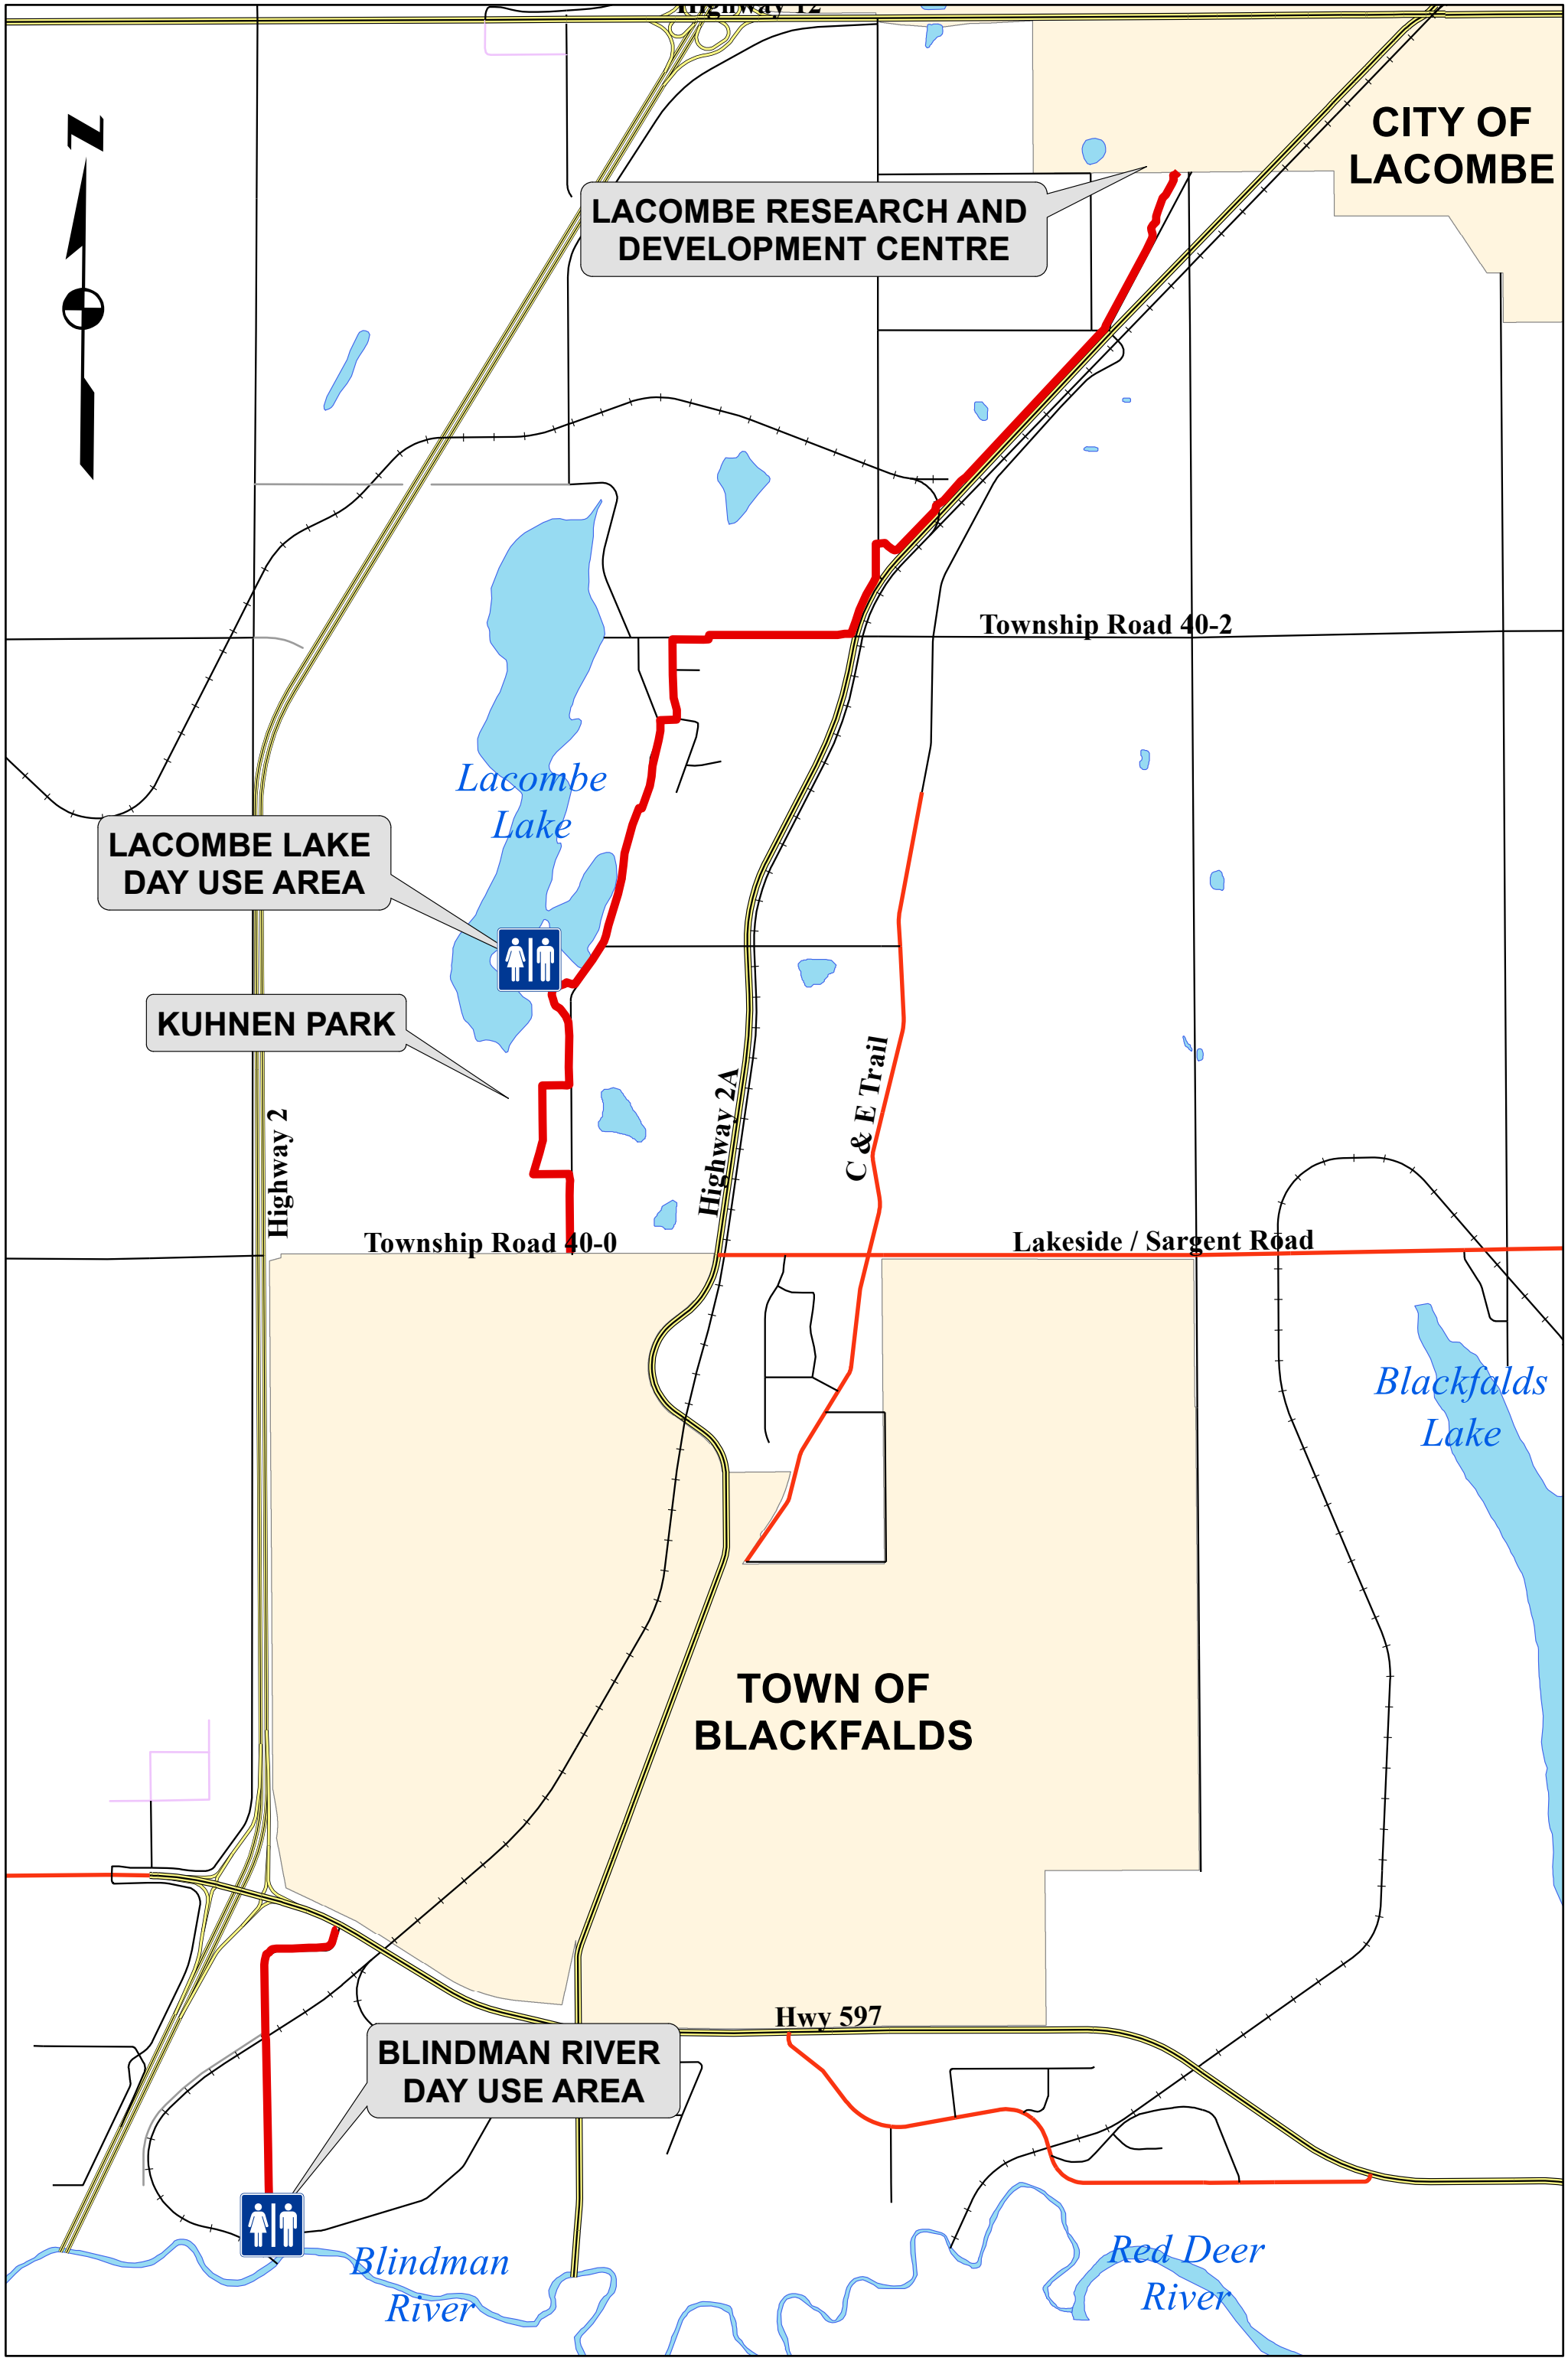 Highway 12
N
CITY OF
LACOMBE
LACOMBE RESEARCH AND
DEVELOPMENT CENTRE
Township Road 40-2
Lacombe
Lake
LACOMBE LAKE
DAY USE AREA
KUHNEN PARK
Highway 2
Highway 2A
C & E Trail
Township Road 40-0
Lakeside / Sargent Road
Blackfalds
Lake
TOWN OF
BLACKFALDS
Hwy 597
BLINDMAN RIVER
DAY USE AREA
Blindman
River
Red Deer
River